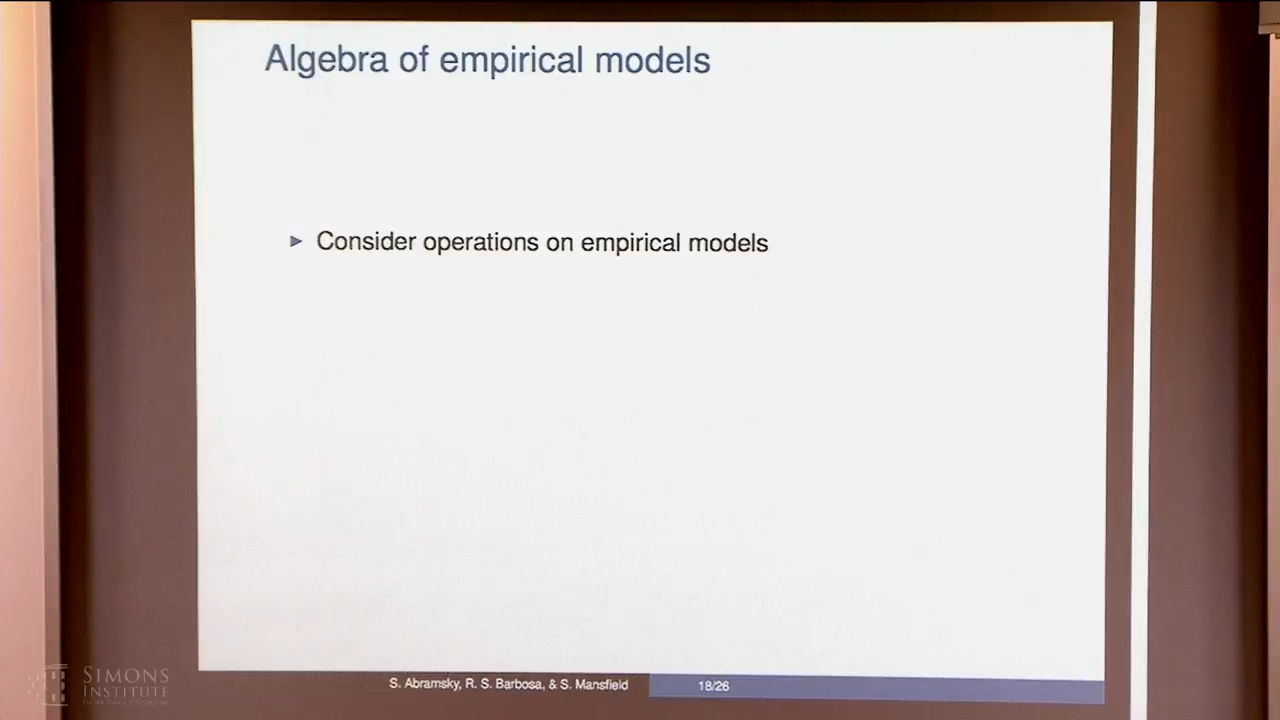 Algebra of empirical models
Consider operations on empirical models
S. Abramsky, R. S. Barbosa, & S. Mansfield
18/26
SIMONS
INSTITUTE